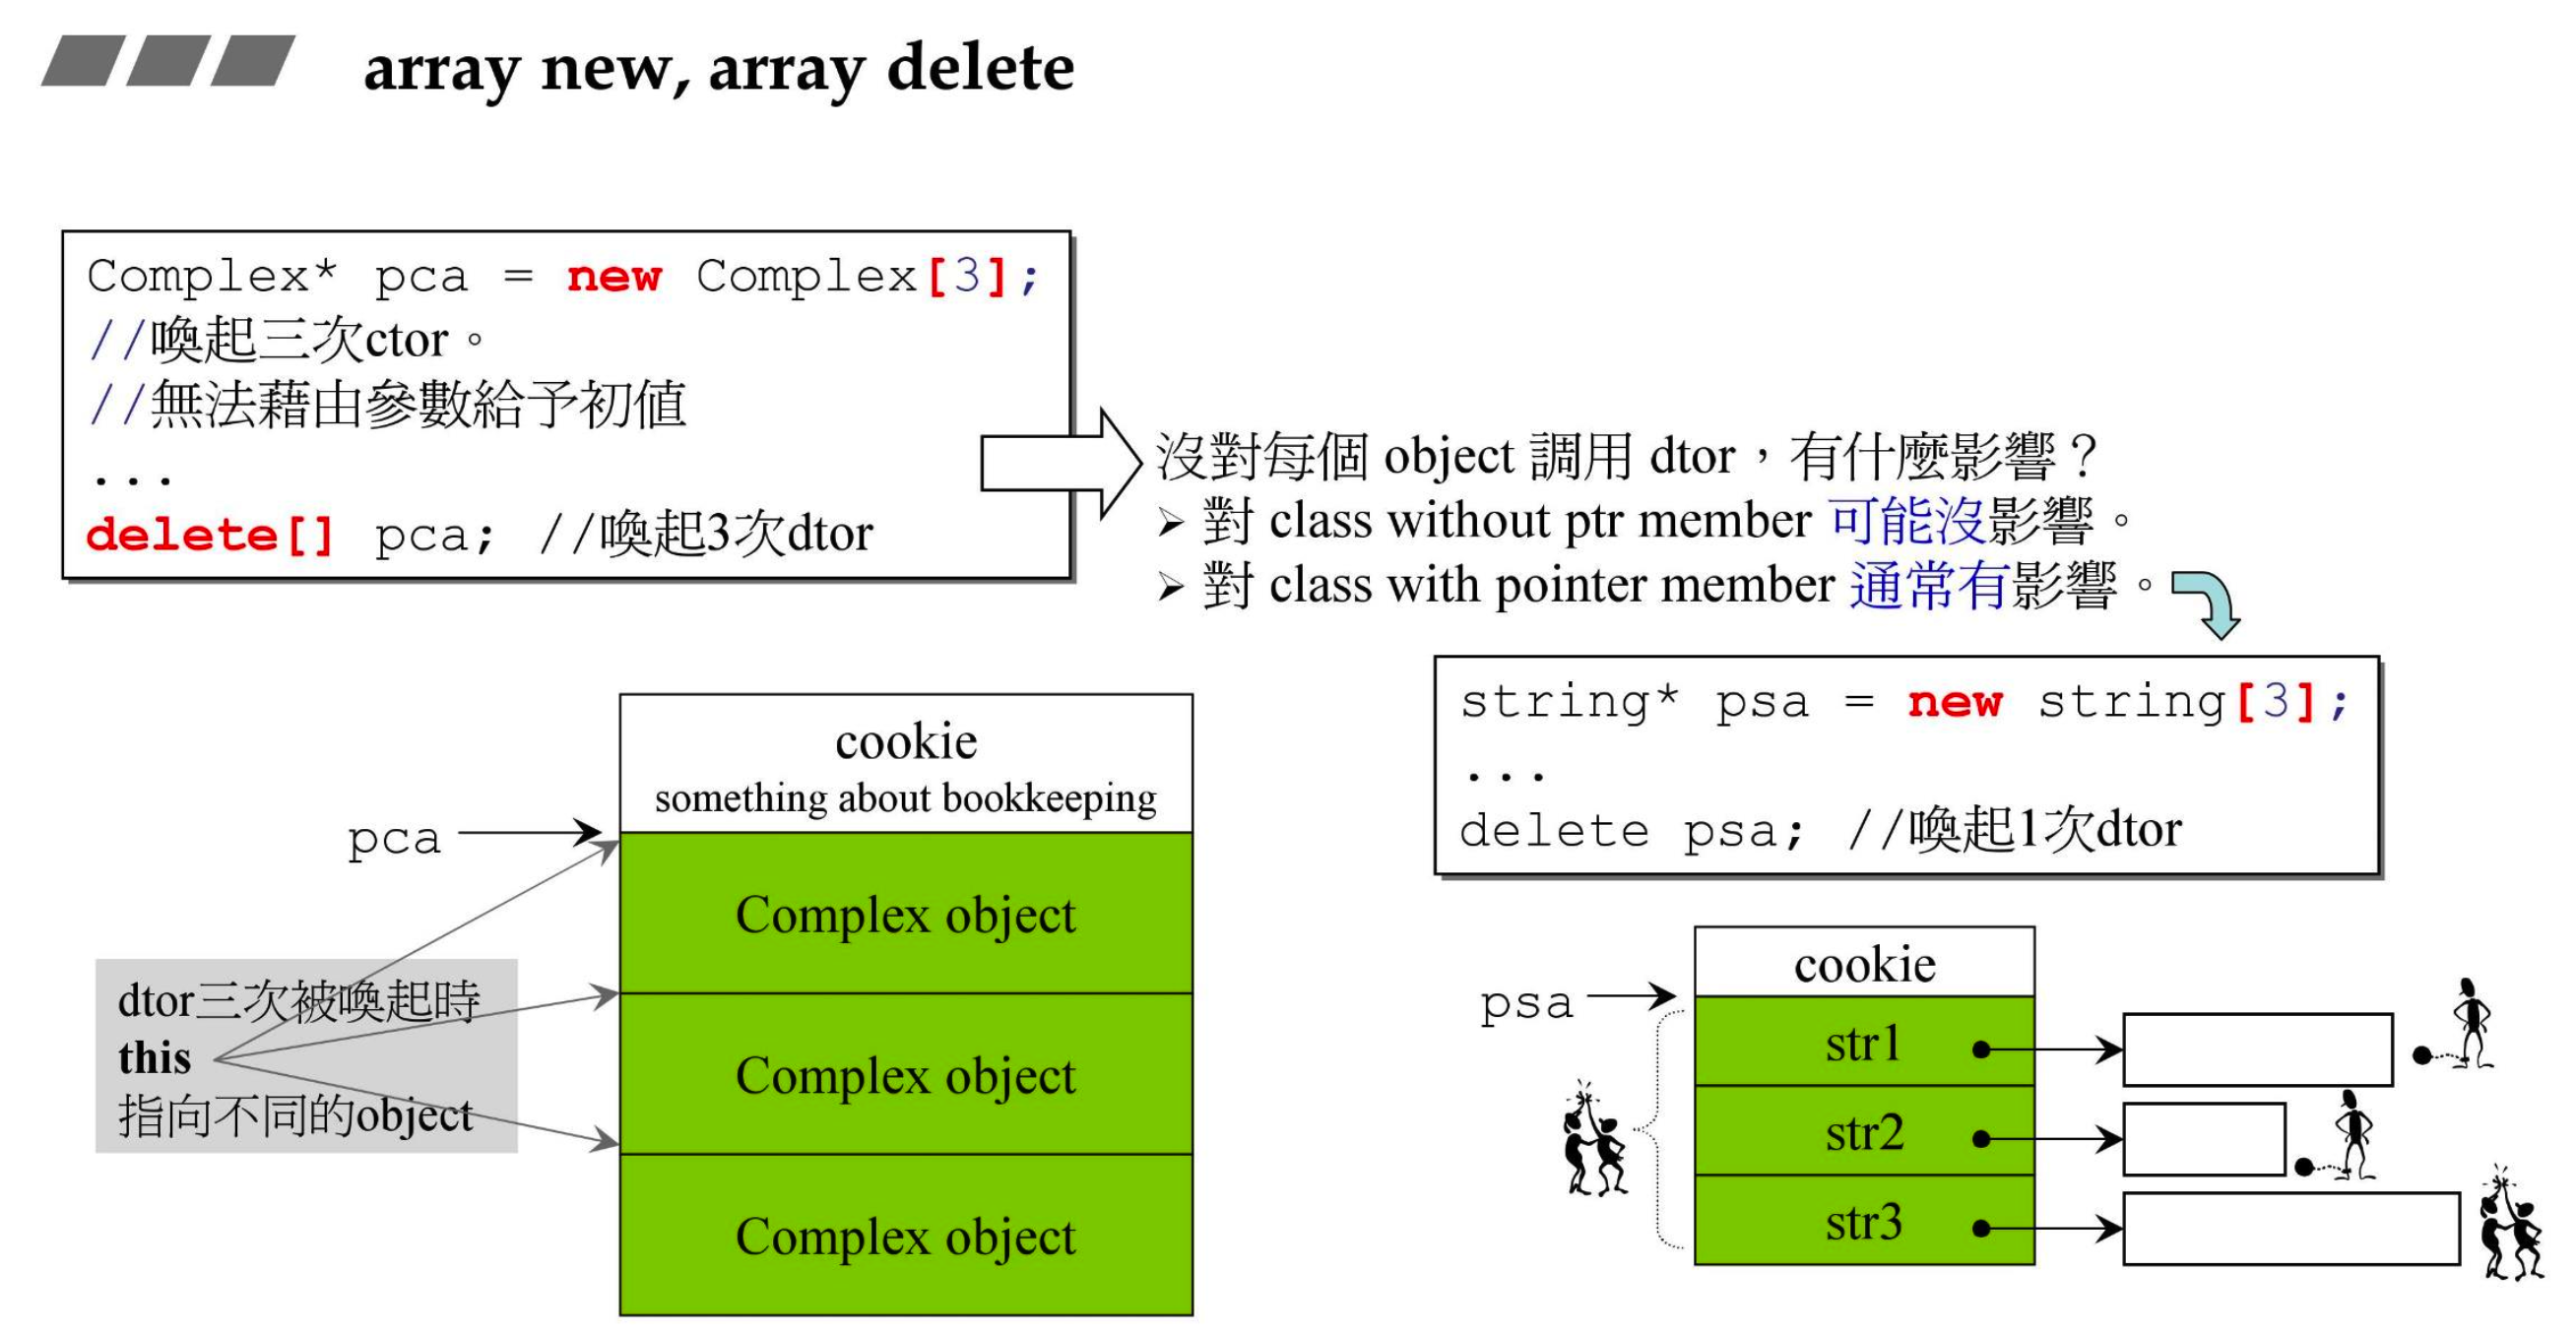 array new, array delete
Complex* pca = new Complex[3];
//喚起三次ctor。
//無法藉由參數給予初值
...
delete[] pca; //喚起3次dtor
沒對每個 object 調用 dtor，有什麼影響？
➢ 對 class without ptr member 可能沒影響。
➢ 對 class with pointer member 通常有影響。
string* psa = new string[3];
...
delete psa; //喚起1次dtor
cookie
something about bookkeeping
pca
Complex object
Complex object
Complex object
dtor三次被喚起時
this
指向不同的object
cookie
psa
str1
str2
str3